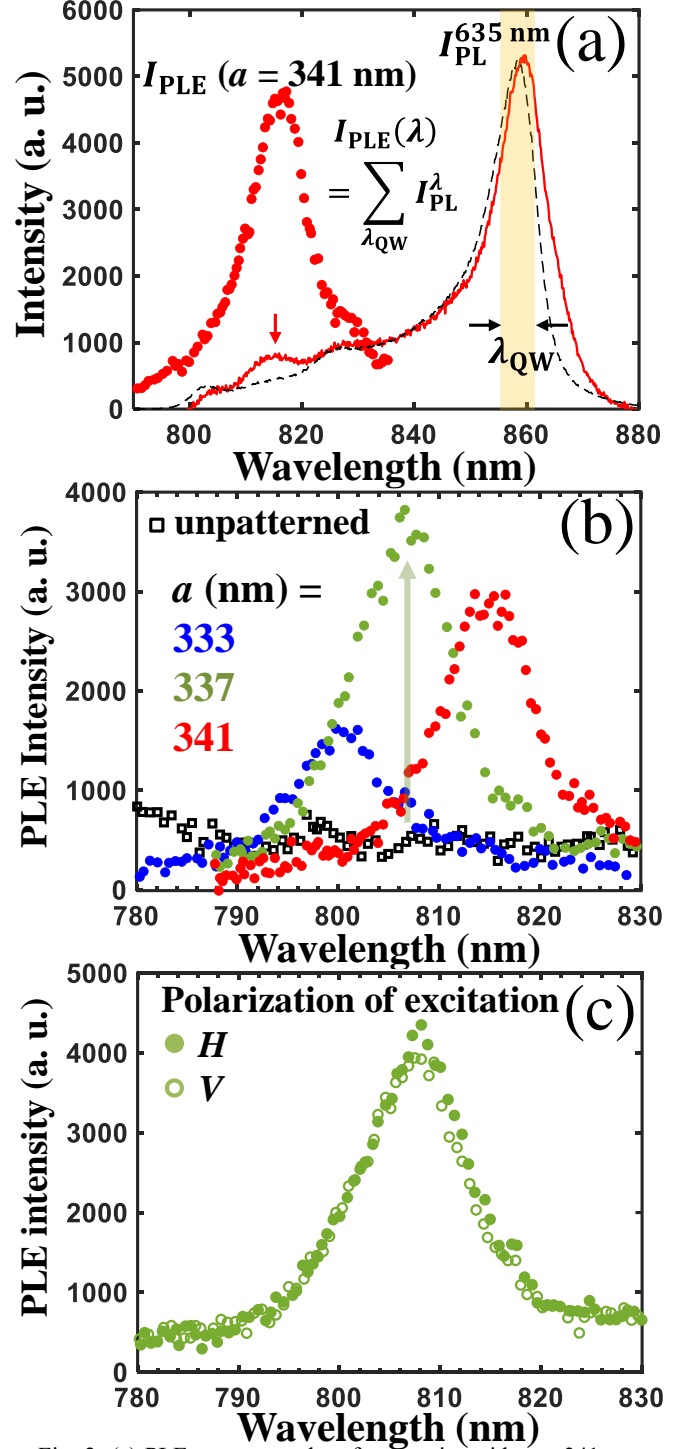 (a)
I_PL^635 nm
I_PLE (a = 341 nm)
I_PLE(λ)
= ∑_λQW I_PL^λ
λ_QW
Intensity (a. u.)
6000
5000
4000
3000
2000
1000
0
800 820 840 860 880
Wavelength (nm)
(b)
unpatterned
a (nm) =
333
337
341
PLE Intensity (a. u.)
4000
3000
2000
1000
0
780 790 800 810 820 830
Wavelength (nm)
(c)
Polarization of excitation
H
V
PLE intensity (a. u.)
5000
4000
3000
2000
1000
0
780 790 800 810 820 830
Wavelength (nm)